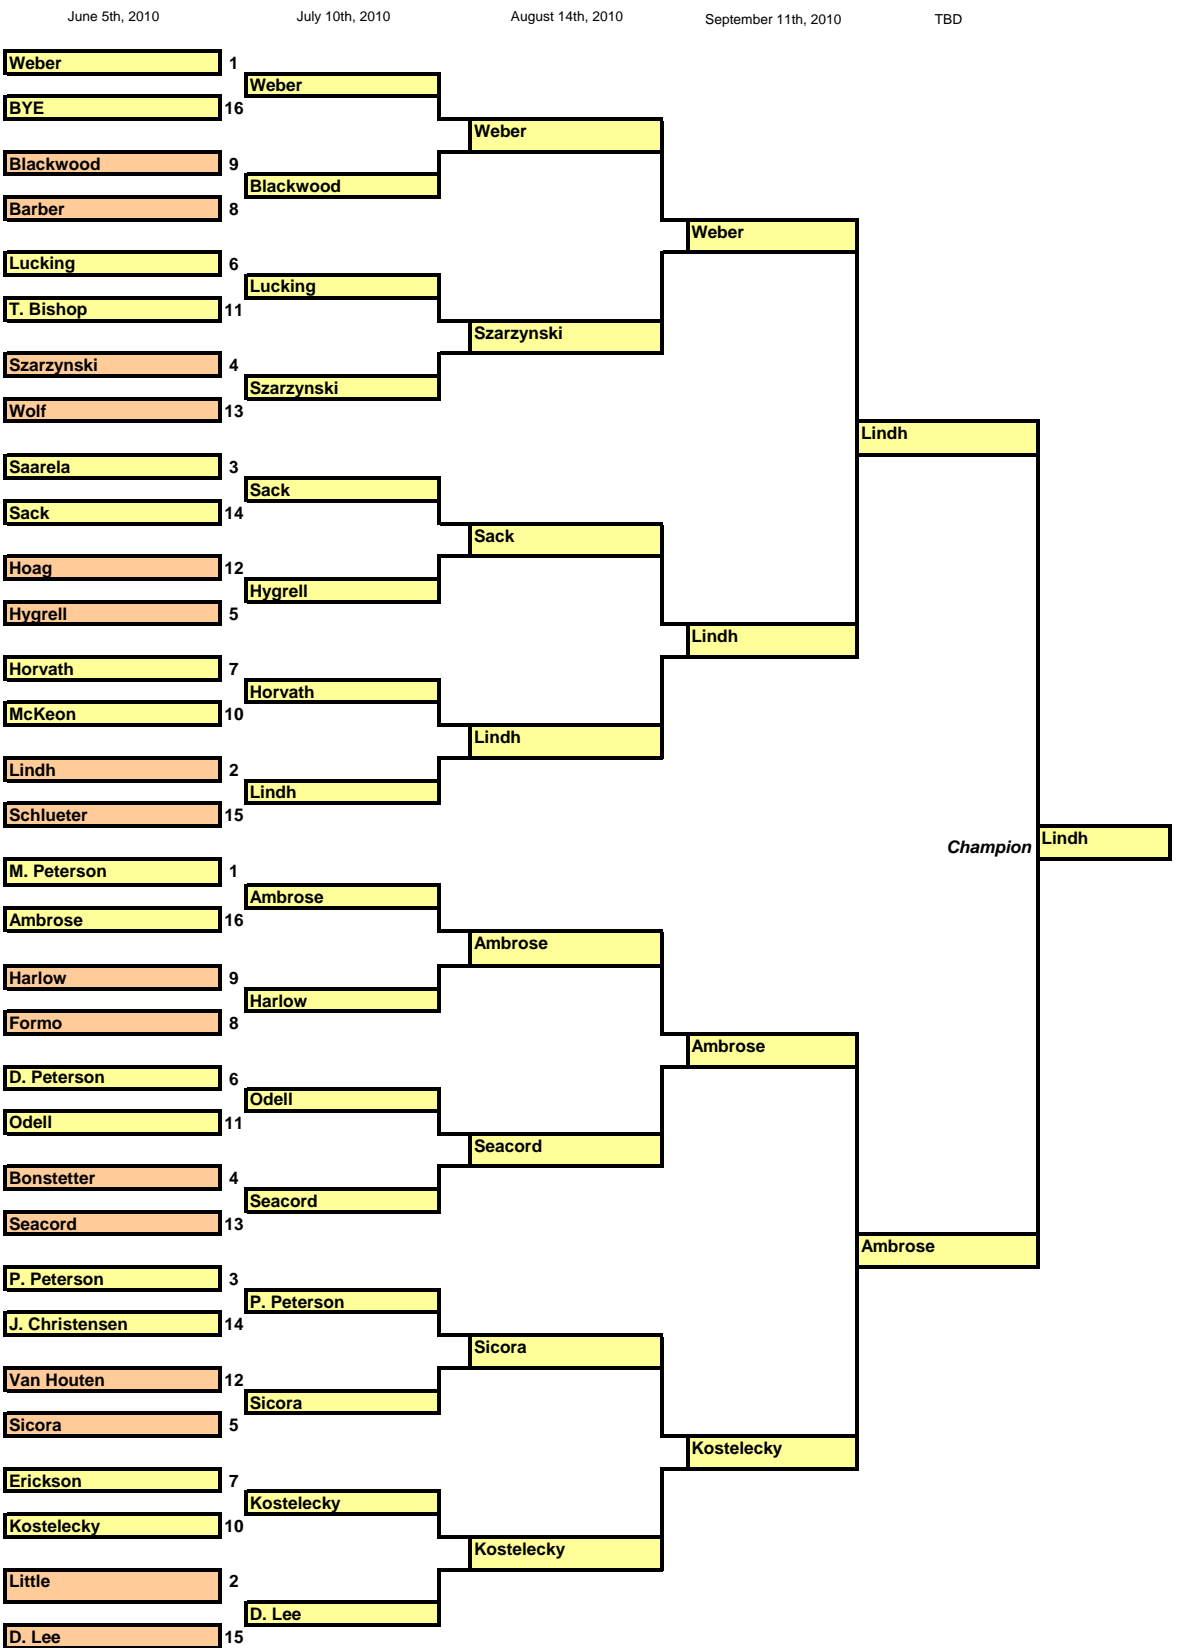 June 5th, 2010 July 10th, 2010 August 14th, 2010 September 11th, 2010 TBD
Weber 1
Weber
BYE 16
Weber
Blackwood 9
Blackwood
Barber 8
Weber
Lucking 6
Lucking
T. Bishop 11
Szarzynski
Szarzynski 4
Szarzynski
Wolf 13
Lindh
Saarela 3
Sack
Sack 14
Sack
Hoag 12
Hygrell
Hygrell 5
Lindh
Horvath 7
Horvath
McKeon 10
Lindh
Lindh 2
Lindh
Schlueter 15
Champion Lindh
M. Peterson 1
Ambrose
Ambrose 16
Ambrose
Harlow 9
Harlow
Formo 8
Ambrose
D. Peterson 6
Odell
Odell 11
Seacord
Bonstetter 4
Seacord
Seacord 13
Ambrose
P. Peterson 3
P. Peterson
J. Christensen 14
Sicora
Van Houten 12
Sicora
Sicora 5
Kostelecky
Erickson 7
Kostelecky
Kostelecky 10
Kostelecky
Little 2
D. Lee
D. Lee 15